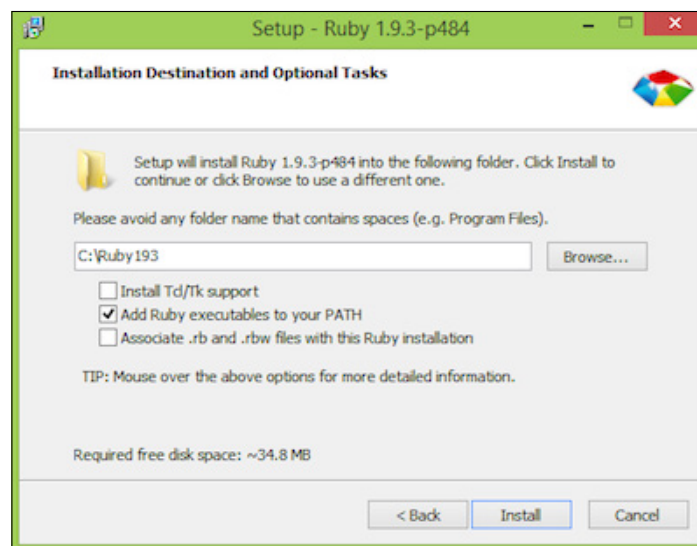 Setup - Ruby 1.9.3-p484
Installation Destination and Optional Tasks
Setup will install Ruby 1.9.3-p484 into the following folder. Click Install to
continue or click Browse to use a different one.
Please avoid any folder name that contains spaces (e.g. Program Files).
C:\Ruby193
Browse...
Install Tcl/Tk support
Add Ruby executables to your PATH
Associate .rb and .rbw files with this Ruby installation
TIP: Mouse over the above options for more detailed information.
Required free disk space: ~34.8 MB
< Back Install Cancel